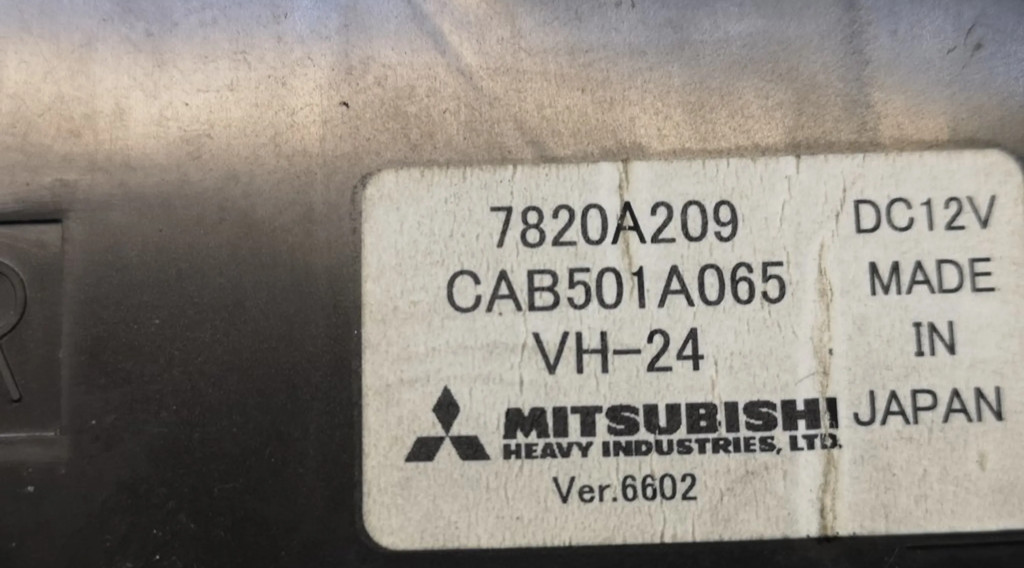 7820A209
CAB501A065
VH-24
MITSUBISHI
HEAVY INDUSTRIES, LTD.
Ver.6602
DC12V
MADE
IN
JAPAN
R